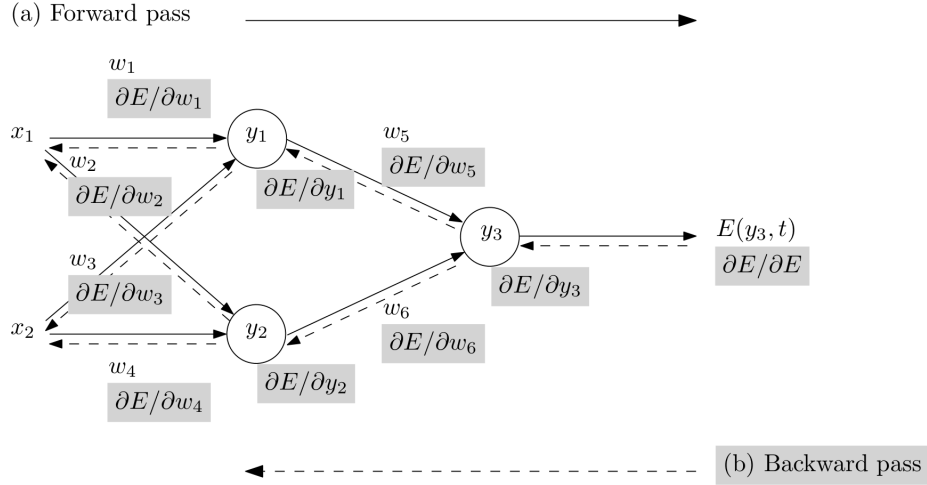 (a) Forward pass
w₁
∂E/∂w₁
x₁
y₁
w₅
w₂
∂E/∂w₅
∂E/∂w₂
∂E/∂y₁
y₃
E(y₃, t)
w₃
∂E/∂E
∂E/∂w₃
∂E/∂y₃
x₂
y₂
w₆
∂E/∂w₆
w₄
∂E/∂y₂
∂E/∂w₄
(b) Backward pass